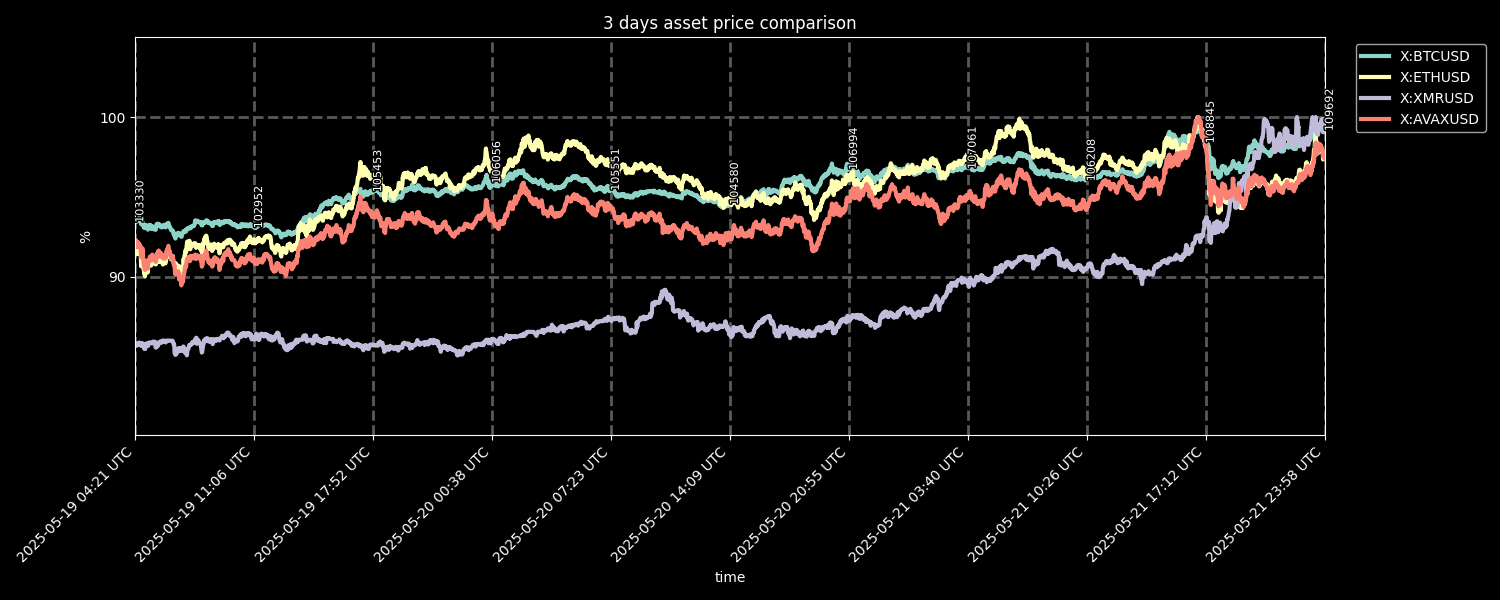 3 days asset price comparison
X:BTCUSD
X:ETHUSD
X:XMRUSD
X:AVAXUSD
100
90
%
103330
102952
105453
106056
105551
104580
106994
107061
106208
108845
109692
2025-05-19 04:21 UTC
2025-05-19 11:06 UTC
2025-05-19 17:52 UTC
2025-05-20 00:38 UTC
2025-05-20 07:23 UTC
2025-05-20 14:09 UTC
2025-05-20 20:55 UTC
2025-05-21 03:40 UTC
2025-05-21 10:26 UTC
2025-05-21 17:12 UTC
2025-05-21 23:58 UTC
time